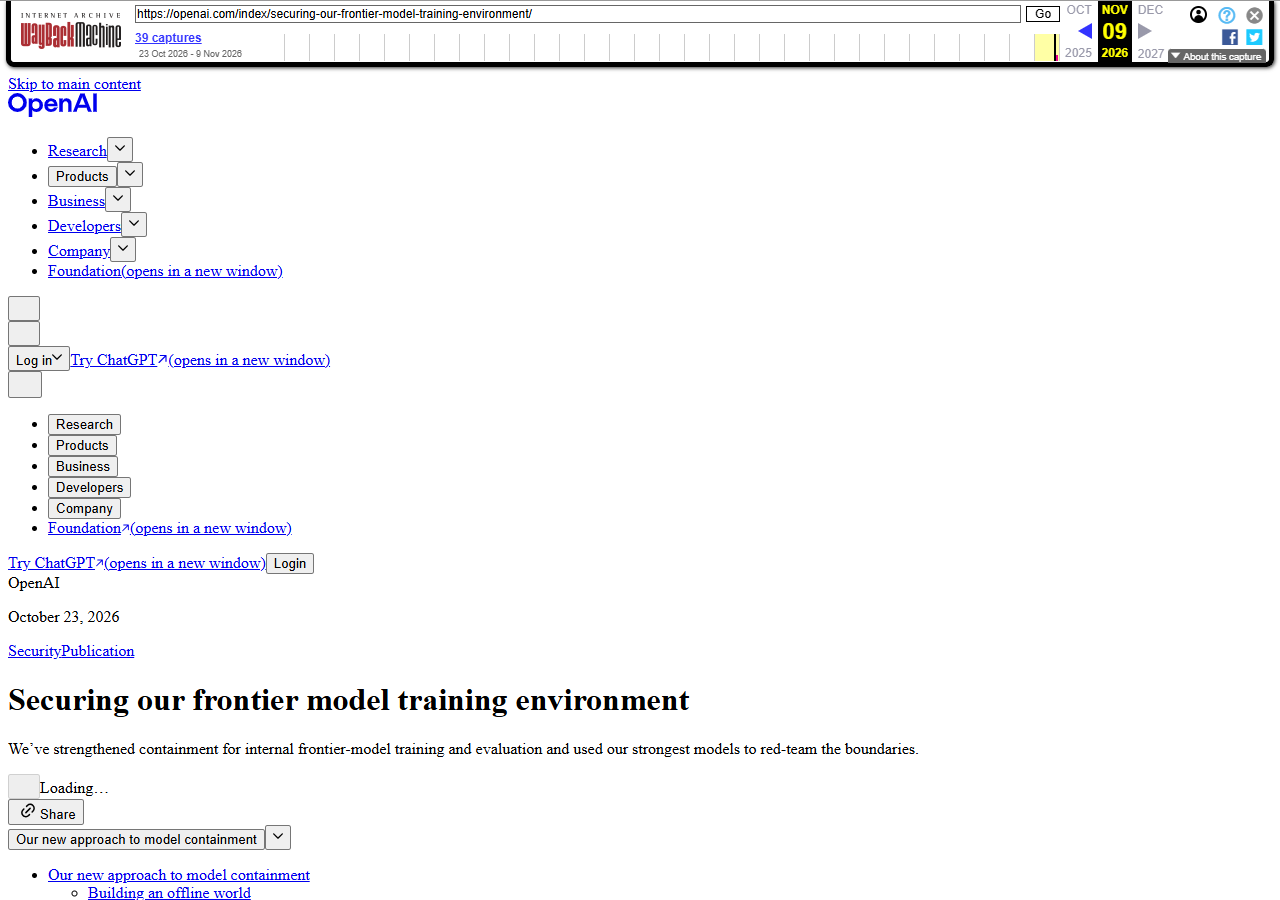 INTERNET ARCHIVE
WayBackMachine
https://openai.com/index/securing-our-frontier-model-training-environment/
Go
39 captures
23 Oct 2026 - 9 Nov 2026
OCT NOV DEC
09
2025 2026 2027
About this capture
Skip to main content
OpenAI
Research
Products
Business
Developers
Company
Foundation(opens in a new window)
Log in Try ChatGPT(opens in a new window)
Research
Products
Business
Developers
Company
Foundation(opens in a new window)
Try ChatGPT(opens in a new window) Login
OpenAI
October 23, 2026
SecurityPublication
Securing our frontier model training environment
We’ve strengthened containment for internal frontier-model training and evaluation and used our strongest models to red-team the boundaries.
Loading…
Share
Our new approach to model containment
Our new approach to model containment
Building an offline world